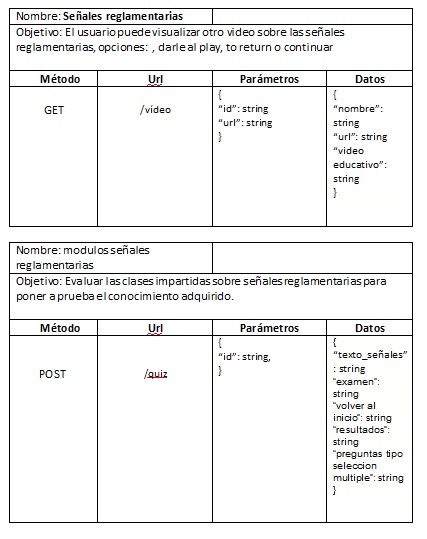 Nombre: Señales reglamentarias
Objetivo: El usuario puede visualizar otro video sobre las señales
reglamentarias, opciones: , darle al play, to return o continuar
Método Url Parámetros Datos
GET /vídeo
{
"id": string
"url": string
}
{
"nombre":
string
"url": string
"video
educativo":
string
}
Nombre: modulos señales
reglamentarias
Objetivo: Evaluar las clases impartidas sobre señales reglamentarias para
poner a prueba el conocimiento adquirido.
Método Url Parámetros Datos
POST /quiz
{
"id": string,
}
{
"texto_señales"
: string
"examen":
string
"volver al
inicio": string
"resultados":
string
"preguntas tipo
seleccion
multiple": string
}